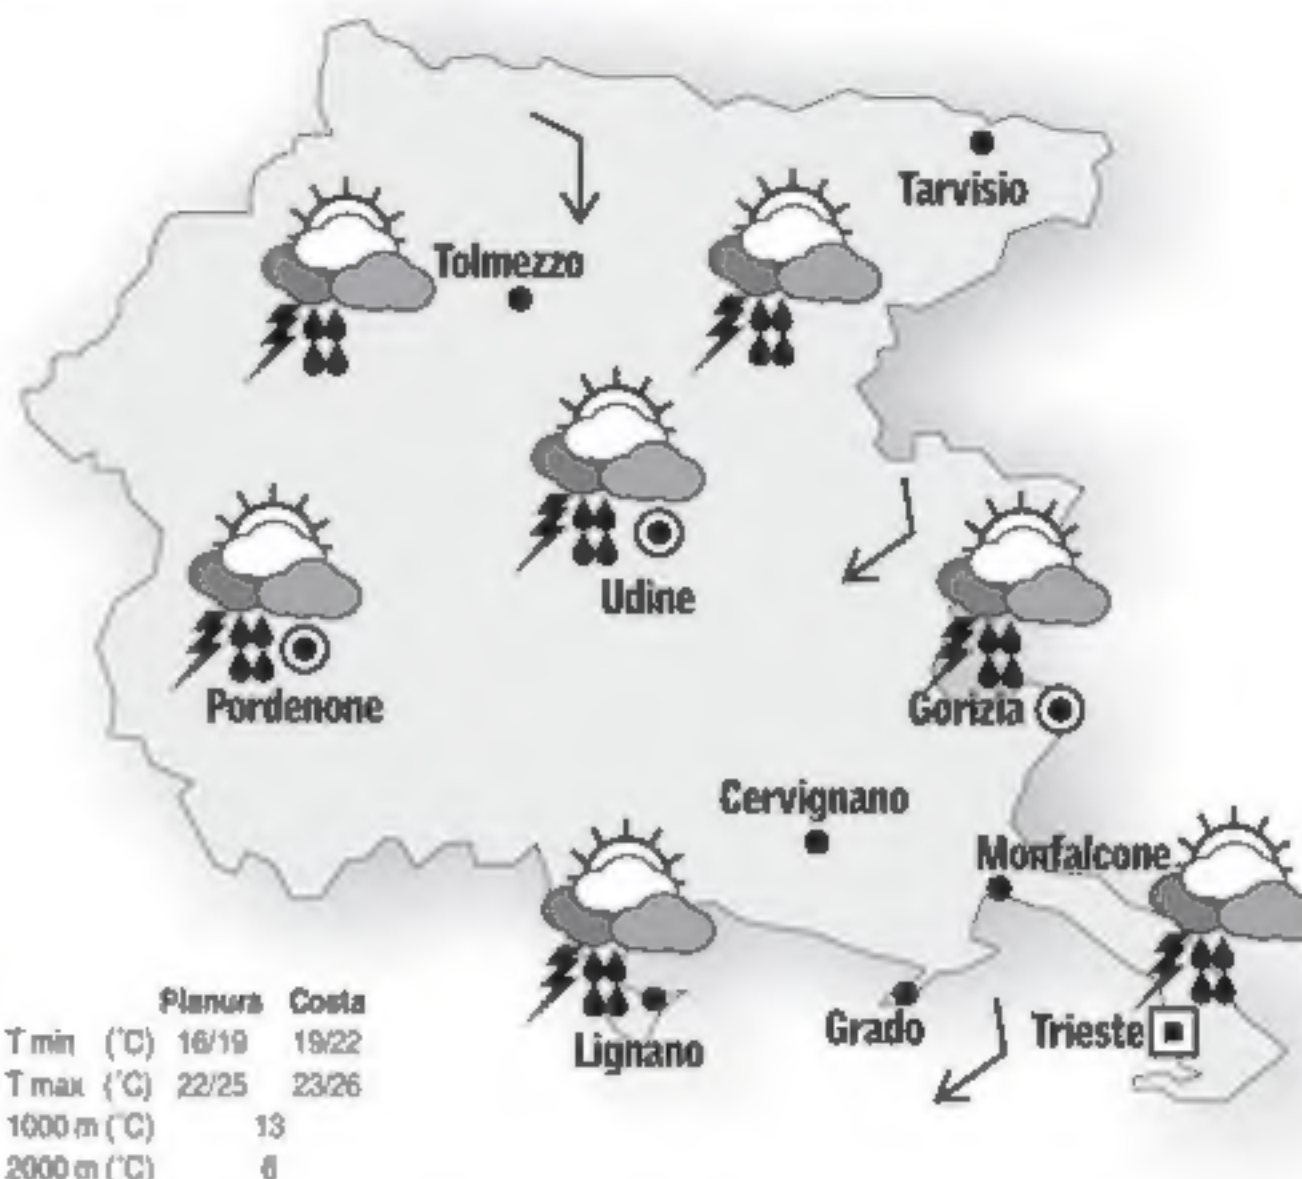 Tarvisio
Tolmezzo
Udine
Pordenone
Gorizia
Cervignano
Monfalcone
Grado
Trieste
Lignano
Pianura Costa
T min (°C) 16/19 19/22
T max (°C) 22/25 23/26
1000 m (°C) 13
2000 m (°C) 6